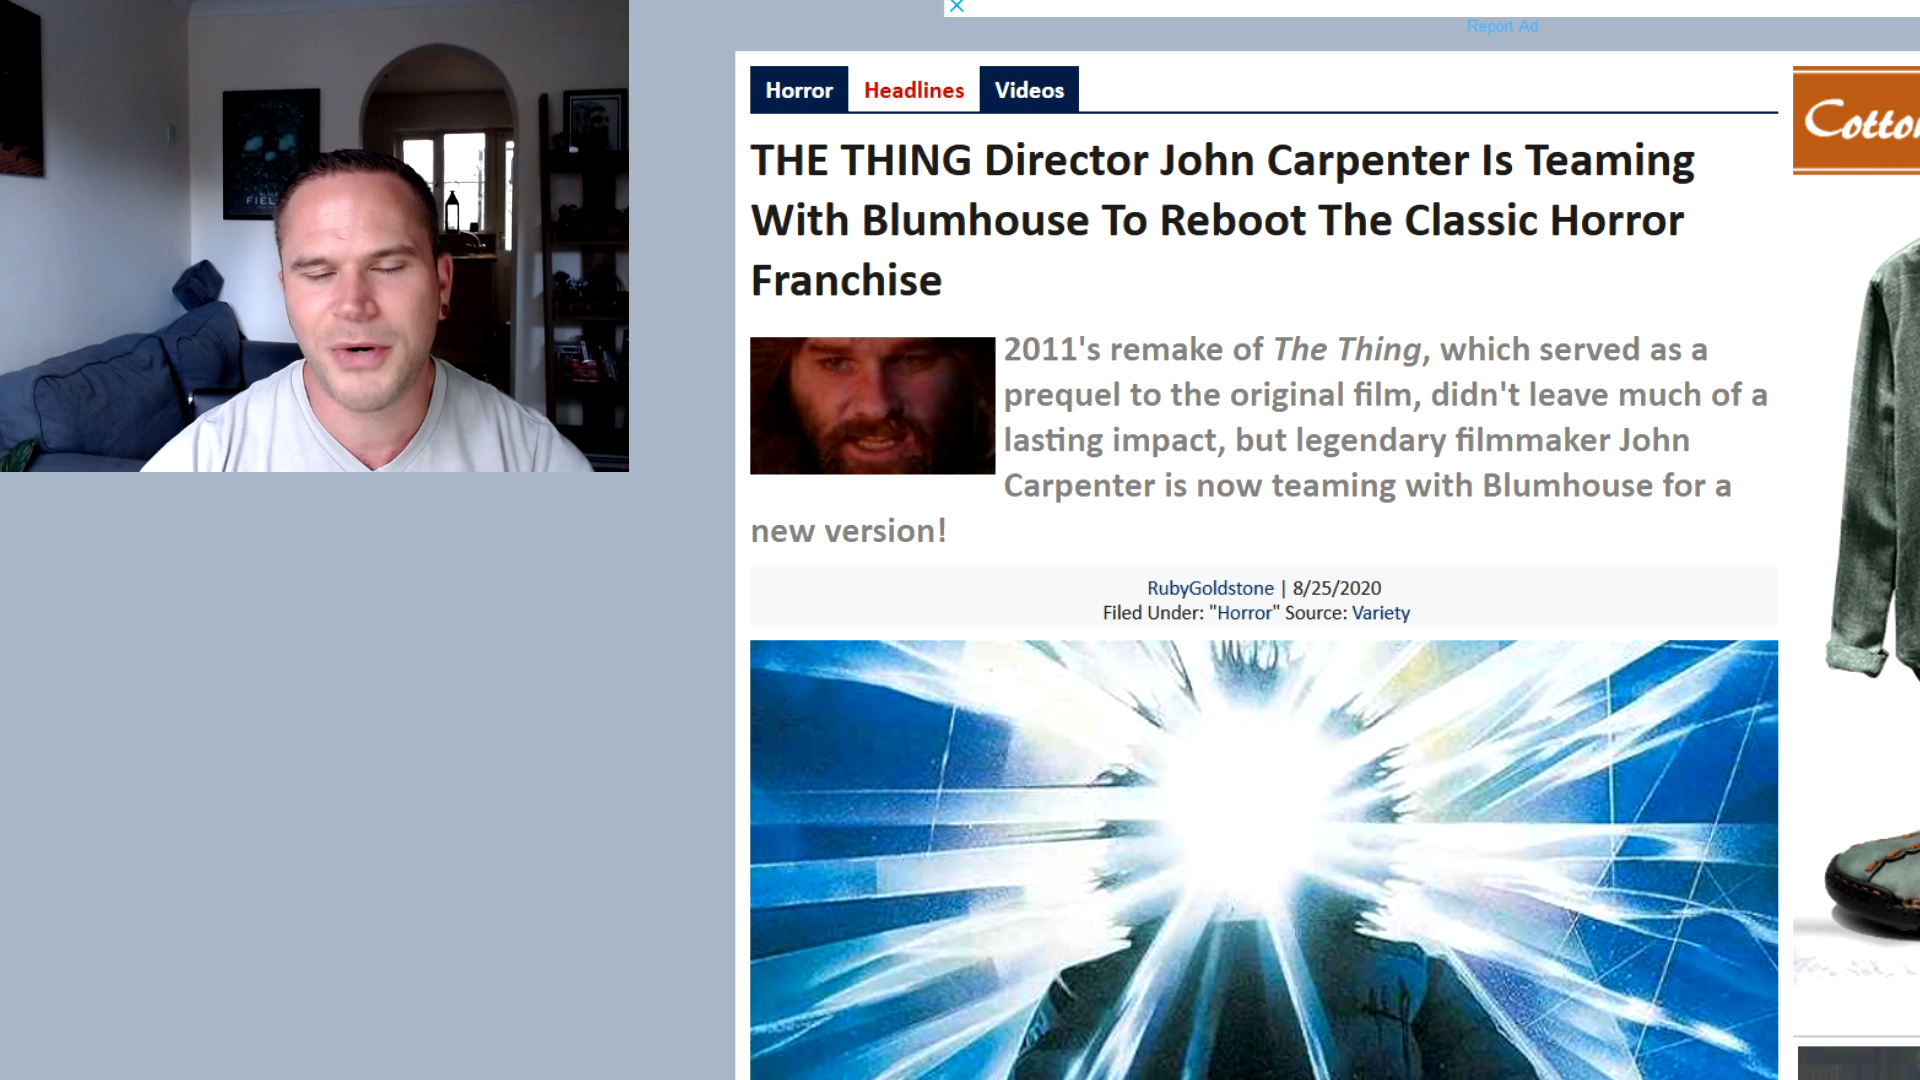 Report Ad
Horror
Headlines
Videos
THE THING Director John Carpenter Is Teaming
With Blumhouse To Reboot The Classic Horror
Franchise
2011's remake of The Thing, which served as a
prequel to the original film, didn't leave much of a
lasting impact, but legendary filmmaker John
Carpenter is now teaming with Blumhouse for a
new version!
RubyGoldstone | 8/25/2020
Filed Under: "Horror" Source: Variety